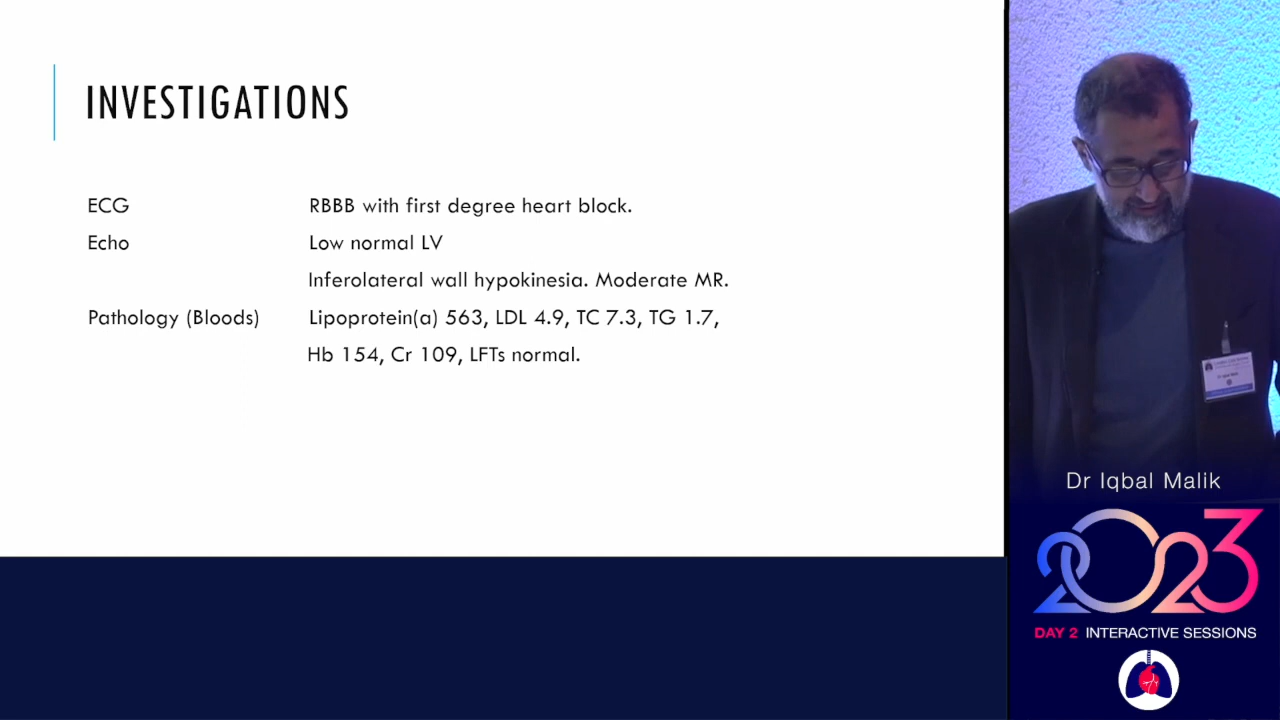 INVESTIGATIONS
ECG RBBB with first degree heart block.
Echo Low normal LV
Inferolateral wall hypokinesia. Moderate MR.
Pathology (Bloods) Lipoprotein(a) 563, LDL 4.9, TC 7.3, TG 1.7,
Hb 154, Cr 109, LFTs normal.
Dr Iqbal Malik
2023
DAY 2 INTERACTIVE SESSIONS